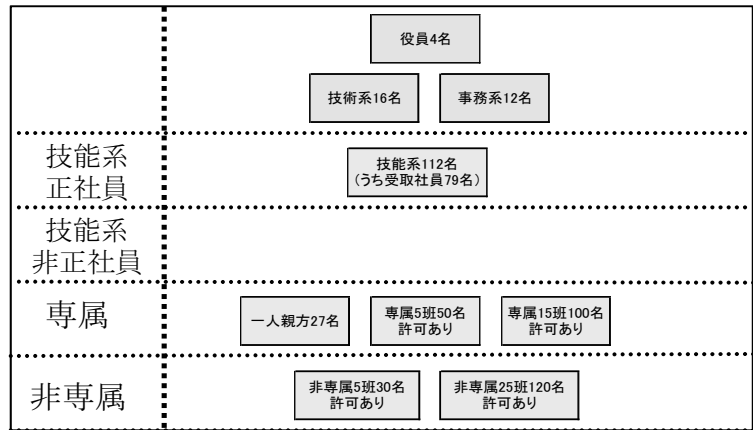 役員4名
技術系16名
事務系12名
技能系
正社員
技能系112名
(うち受取社員79名)
技能系
非正社員
専属
一人親方27名
専属5班50名
許可あり
専属15班100名
許可あり
非専属
非専属5班30名
許可あり
非専属25班120名
許可あり